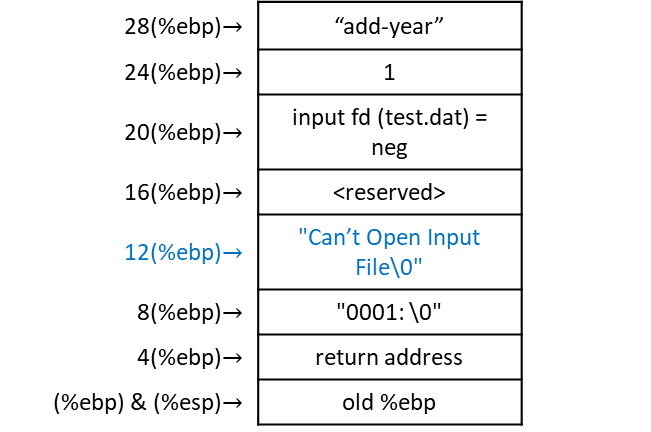 28(%ebp)→ “add-year”
24(%ebp)→ 1
20(%ebp)→ input fd (test.dat) =
neg
16(%ebp)→ <reserved>
12(%ebp)→ "Can’t Open Input
File\0"
8(%ebp)→ "0001: \0"
4(%ebp)→ return address
(%ebp) & (%esp)→ old %ebp